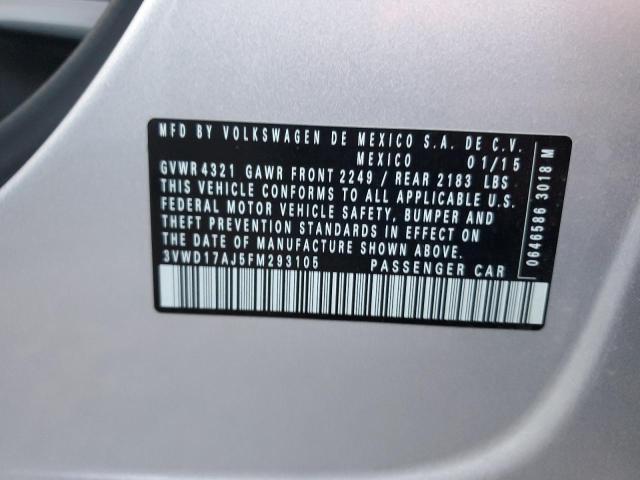 MFD BY VOLKSWAGEN DE MEXICO S.A. DE C.V.
MEXICO 01/15
GVWR 4321 GAWR FRONT 2249 / REAR 2183 LBS
THIS VEHICLE CONFORMS TO ALL APPLICABLE U.S.
FEDERAL MOTOR VEHICLE SAFETY, BUMPER AND
THEFT PREVENTION STANDARDS IN EFFECT ON
THE DATE OF MANUFACTURE SHOWN ABOVE.
3VWD17AJ5FM293105 PASSENGER CAR
0646586 3018 M